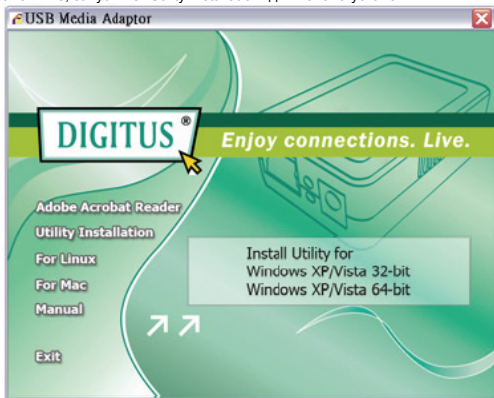 USB Media Adaptor
DIGITUS®
Enjoy connections. Live.
Adobe Acrobat Reader
Utility Installation
For Linux
For Mac
Manual
Exit
Install Utility for
Windows XP/Vista 32-bit
Windows XP/Vista 64-bit